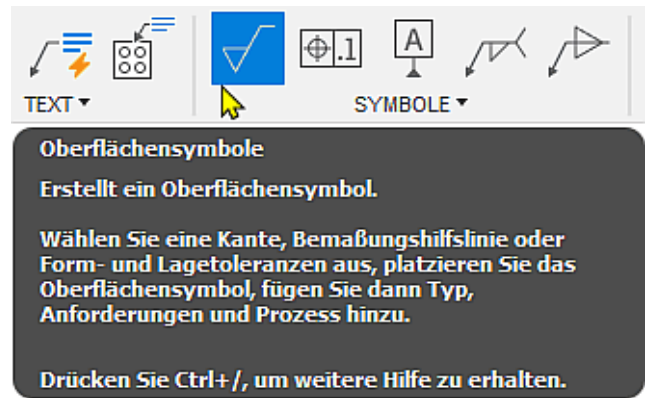 .1
A
TEXT
SYMBOLE
Oberflächensymbole
Erstellt ein Oberflächensymbol.
Wählen Sie eine Kante, Bemaßungshilfslinie oder
Form- und Lagetoleranzen aus, platzieren Sie das
Oberflächensymbol, fügen Sie dann Typ,
Anforderungen und Prozess hinzu.
Drücken Sie Ctrl+/, um weitere Hilfe zu erhalten.